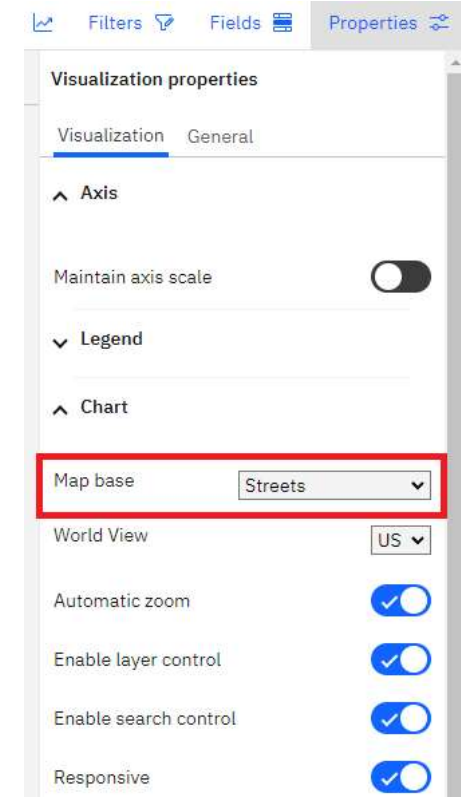 Filters Fields Properties
Visualization properties
Visualization General
Axis
Maintain axis scale
Legend
Chart
Map base Streets
World View US
Automatic zoom
Enable layer control
Enable search control
Responsive